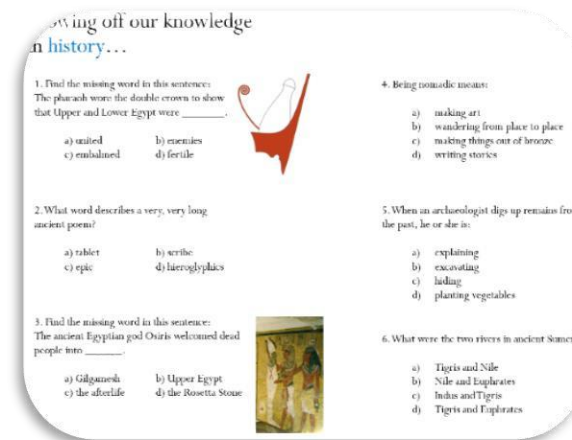 owing off our knowledge
n history…
1. Find the missing word in this sentence:
The pharaoh wore the double crown to show
that Upper and Lower Egypt were ________.
a) united b) enemies
c) embalmed d) fertile
2. What word describes a very, very long
ancient poem?
a) tablet b) scribe
c) epic d) hieroglyphics
3. Find the missing word in this sentence:
The ancient Egyptian god Osiris welcomed dead
people into _______.
a) Gilgamesh b) Upper Egypt
c) the afterlife d) the Rosetta Stone
4. Being nomadic means:
a) making art
b) wandering from place to place
c) making things out of bronze
d) writing stories
5. When an archaeologist digs up remains fro
the past, he or she is:
a) explaining
b) excavating
c) hiding
d) planting vegetables
6. What were the two rivers in ancient Sumer
a) Tigris and Nile
b) Nile and Euphrates
c) Indus and Tigris
d) Tigris and Euphrates